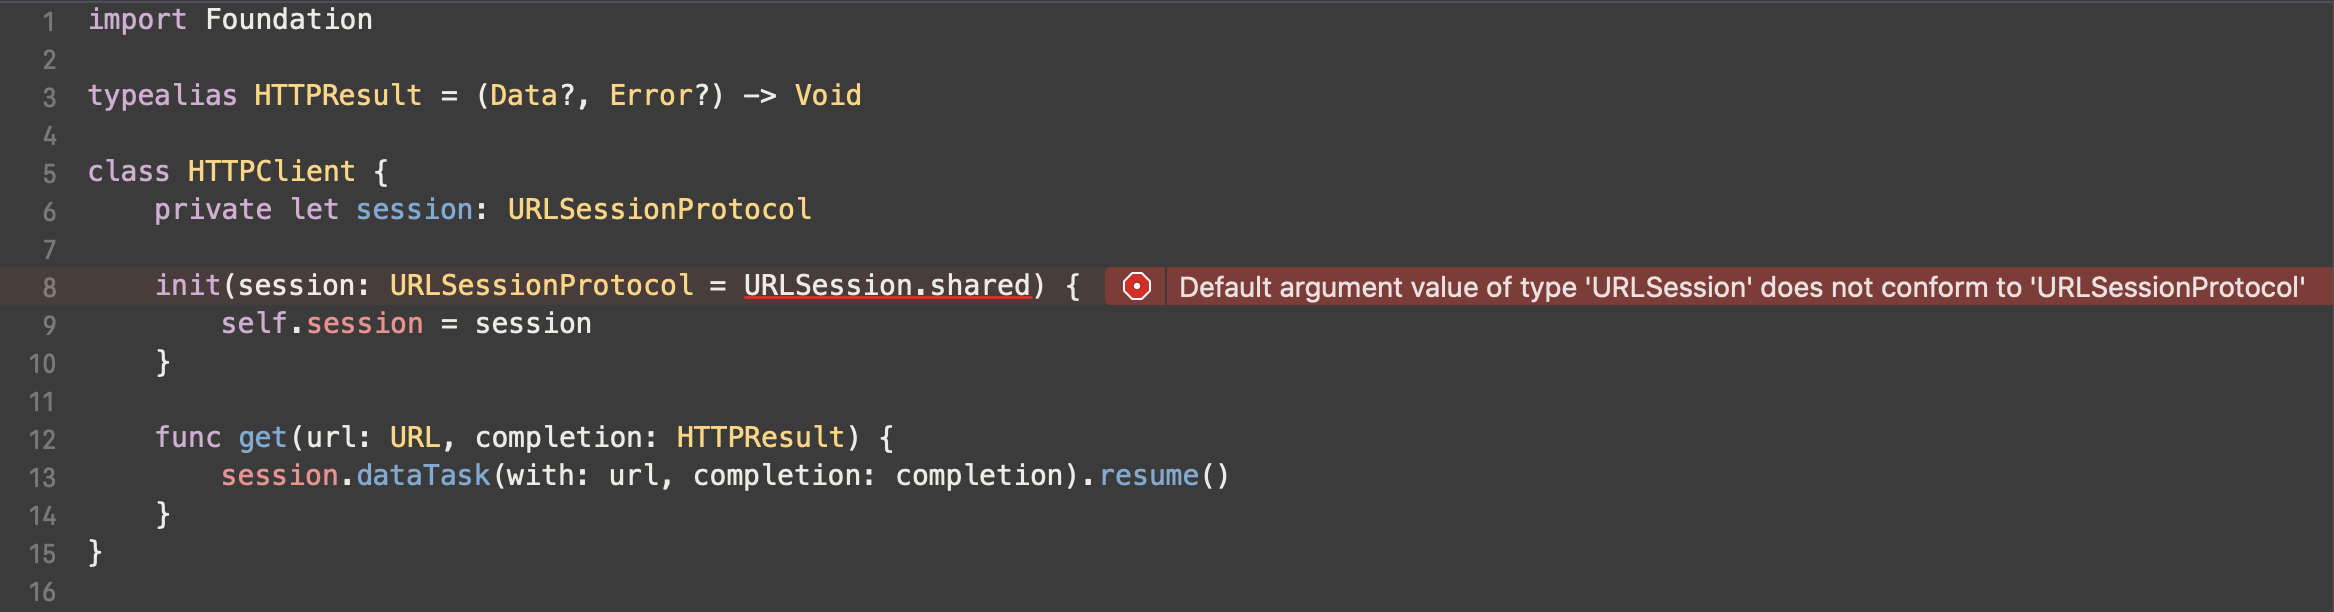 1 import Foundation
2
3 typealias HTTPResult = (Data?, Error?) -> Void
4
5 class HTTPClient {
6     private let session: URLSessionProtocol
7
8     init(session: URLSessionProtocol = URLSession.shared) { Default argument value of type 'URLSession' does not conform to 'URLSessionProtocol'
9         self.session = session
10     }
11
12     func get(url: URL, completion: HTTPResult) {
13         session.dataTask(with: url, completion: completion).resume()
14     }
15 }
16